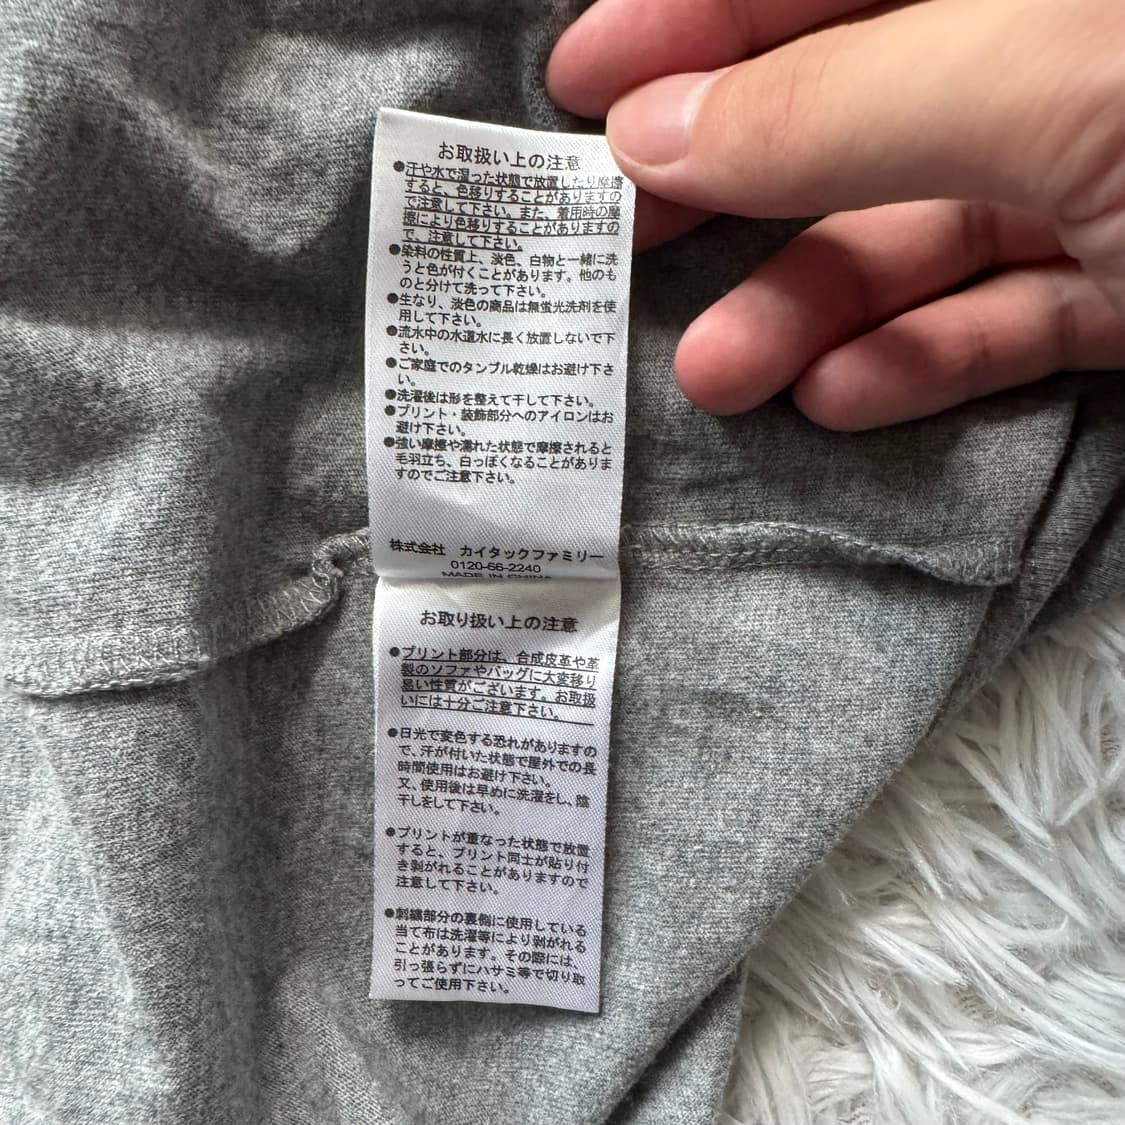 お取扱い上の注意
●汗や水で湿った状態で放置したり摩擦
すると、色移りすることがありますの
で注意して下さい。また、着用時の摩
擦により色移りすることがありますの
で、注意して下さい。
●染料の性質上、淡色、白物と一緒に洗
うと色が付くことがあります。他のも
のと分けて洗って下さい。
●生なり、淡色の商品は無蛍光洗剤を使
用して下さい。
●流水中の水道水に長く放置しないで下
さい。
●ご家庭でのタンブル乾燥はお避け下さ
い。
●洗濯後は形を整えて干して下さい。
●プリント・装飾部分へのアイロンはお
避け下さい。
●強い摩擦や濡れた状態で摩擦されると
毛羽立ち、白っぽくなることがありま
すのでご注意下さい。
株式会社 カイタックファミリー
0120-66-2240
MADE IN CHINA
お取り扱い上の注意
●プリント部分は、合成皮革や革
製のソファやバッグに大変移り
易い性質がございます。お取扱
いには十分ご注意下さい。
●日光で変色する恐れがありますの
で、汗が付いた状態で屋外での長
時間使用はお避け下さい。
又、使用後は早めに洗濯をし、陰
干しをして下さい。
●プリントが重なった状態で放置
すると、プリント同士が貼り付
き剥がれることがありますので
注意して下さい。
●刺繍部分の裏側に使用している
当て布は洗濯等により剥がれる
ことがあります。その際には、
引っ張らずにハサミ等で切り取
ってご使用下さい。